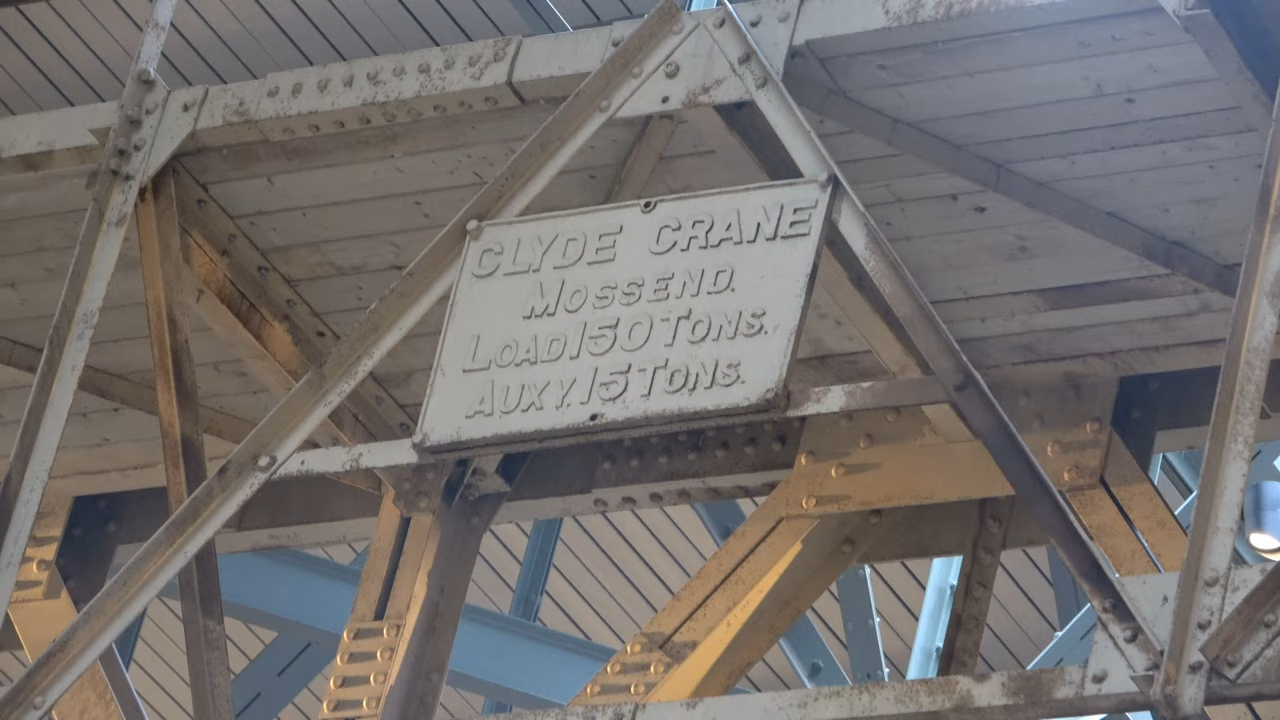 CLYDE CRANE
MOSSEND.
LOAD 150 TONS.
AUXY. 15 TONS.